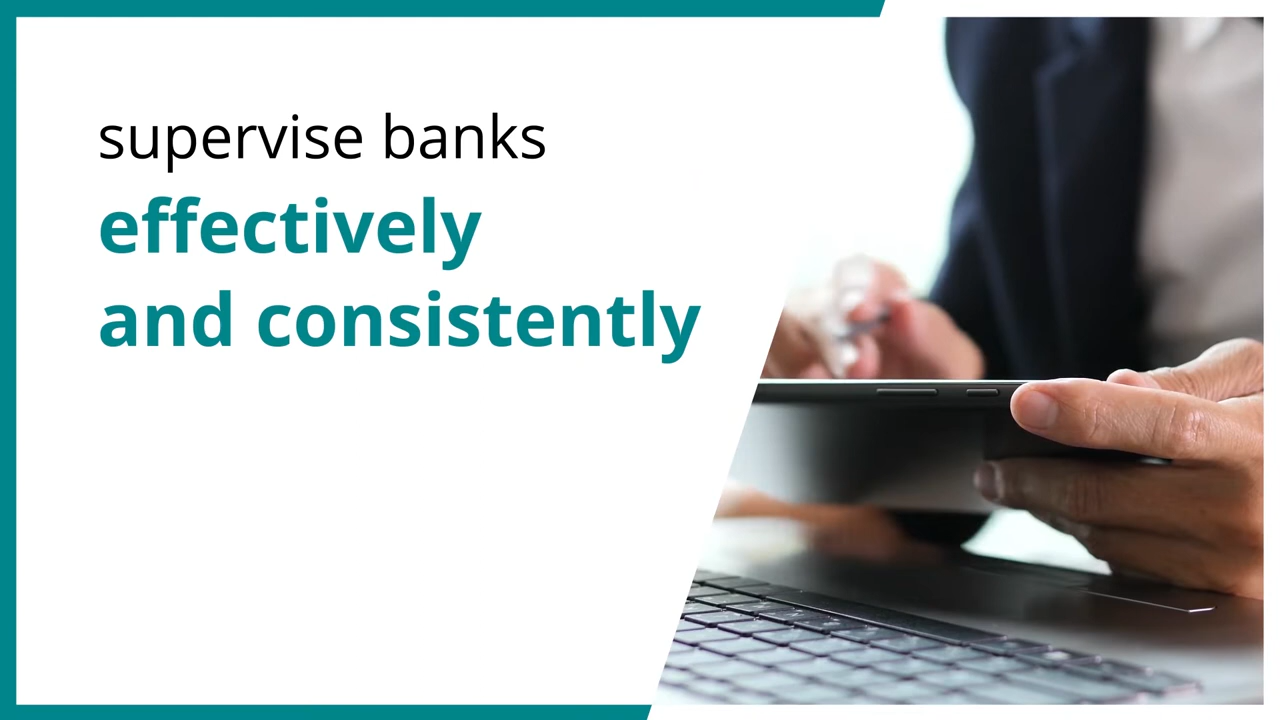 supervise banks
effectively
and consistently